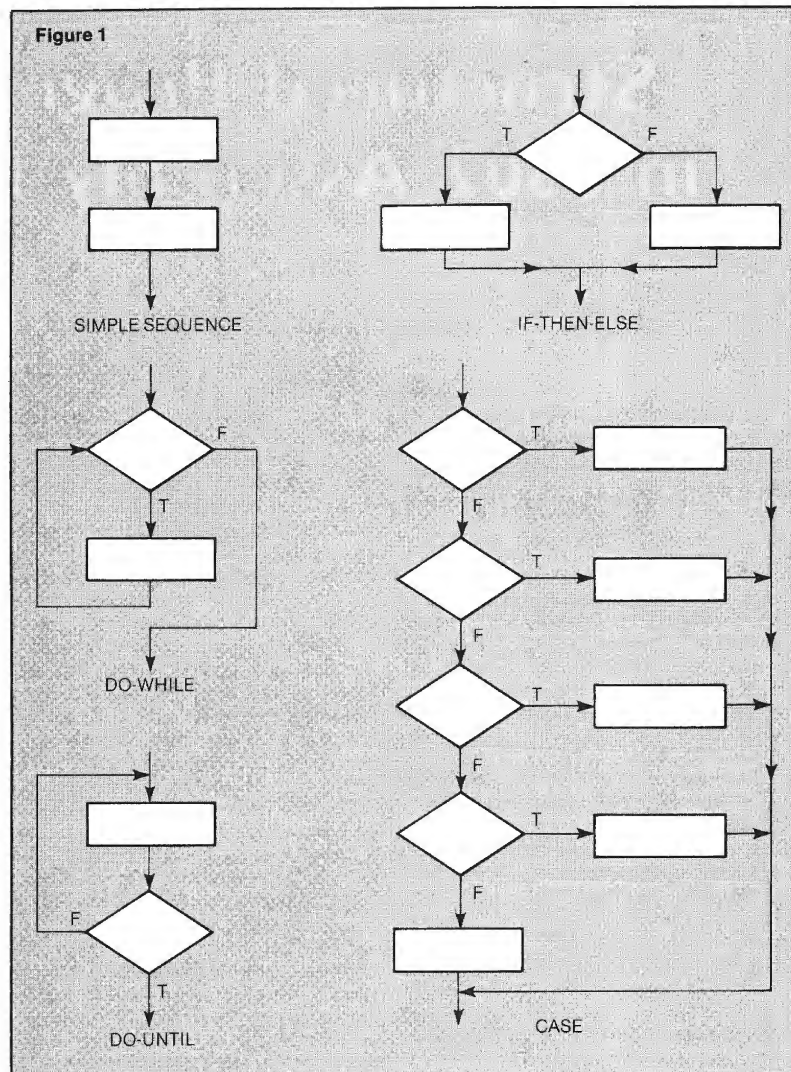 Figure 1
T
F
SIMPLE SEQUENCE
IF-THEN-ELSE
F
T
DO-WHILE
F
T
DO-UNTIL
T
F
T
F
T
F
T
F
CASE